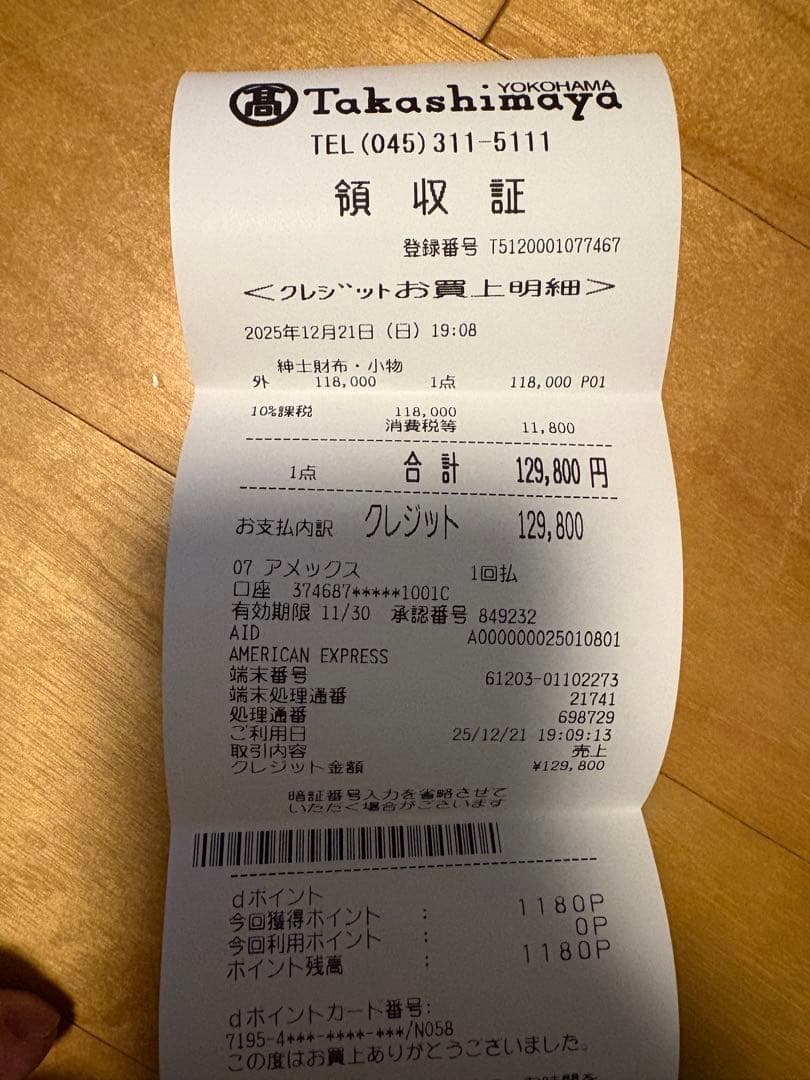 髙 Takashimaya YOKOHAMA
TEL(045)311-5111
領収証
登録番号 T5120001077467
<クレジットお買上明細>
2025年12月21日(日)19:08
紳士財布・小物
外 118,000 1点 118,000 P01
10%課税 118,000
消費税等 11,800
1点 合計 129,800円
お支払内訳 クレジット 129,800
07 アメックス 1回払
口座 374687*****1001C
有効期限 11/30 承認番号 849232
AID A000000025010801
AMERICAN EXPRESS
端末番号 61203-01102273
端末処理通番 21741
処理通番 698729
ご利用日 25/12/21 19:09:13
取引内容 売上
クレジット金額 ¥129,800
暗証番号入力を省略させて
いただく場合がございます
dポイント
今回獲得ポイント : 1180P
今回利用ポイント : 0P
ポイント残高 : 1180P
dポイントカード番号:
7195-4***-****-***/N058
この度はお買上ありがとうございました。